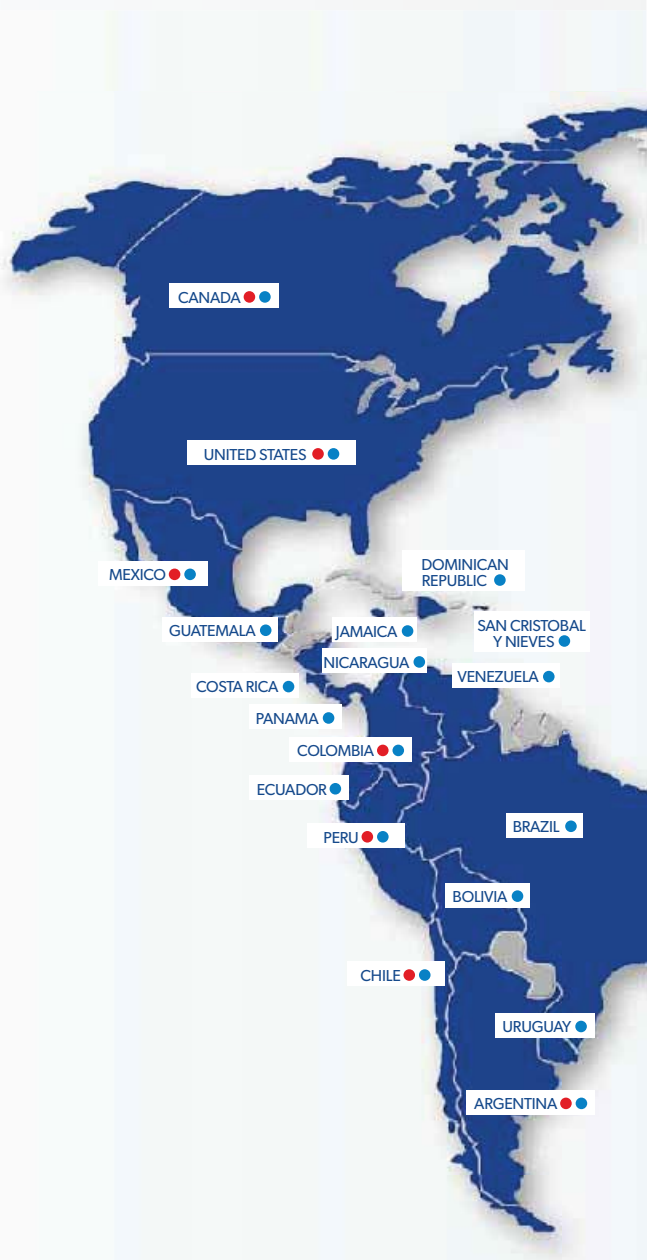 CANADA
UNITED STATES
MEXICO
DOMINICAN
REPUBLIC
GUATEMALA
JAMAICA
SAN CRISTOBAL
Y NIEVES
NICARAGUA
VENEZUELA
COSTA RICA
PANAMA
COLOMBIA
ECUADOR
BRAZIL
PERU
BOLIVIA
CHILE
URUGUAY
ARGENTINA